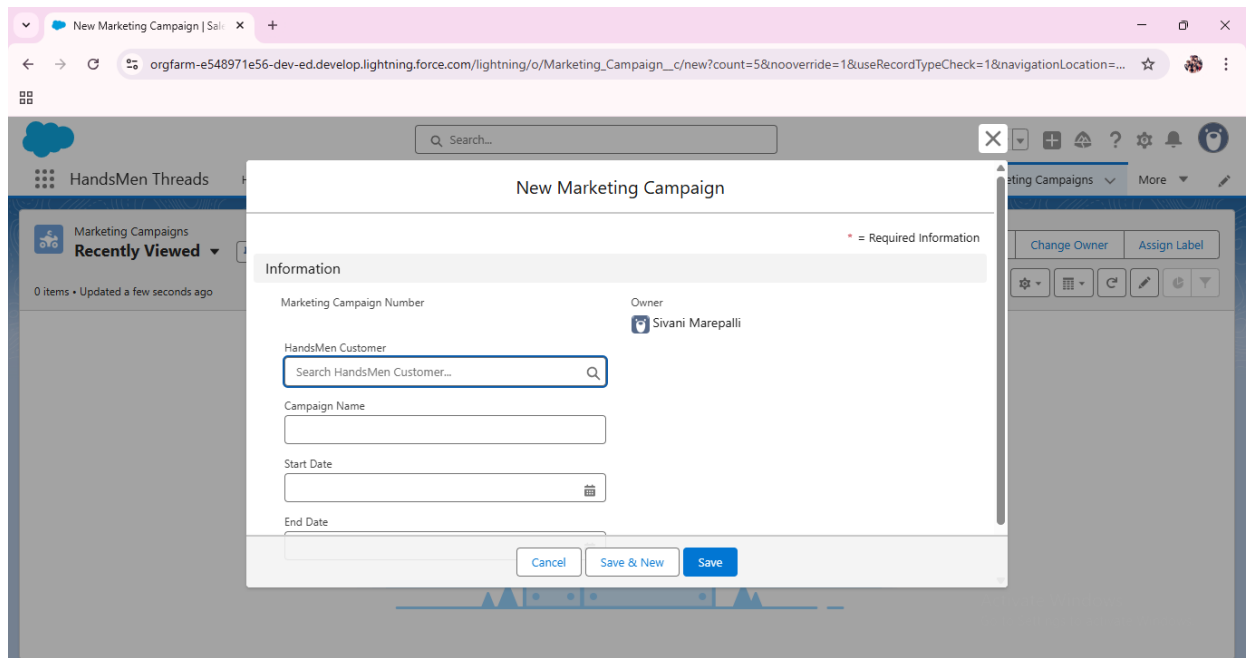 New Marketing Campaign | Sale
orgfarm-e548971e56-dev-ed.develop.lightning.force.com/lightning/o/Marketing_Campaign__c/new?count=5&nooverride=1&useRecordTypeCheck=1&navigationLocation=...
Search...
HandsMen Threads
eting Campaigns
More
New Marketing Campaign
* = Required Information
Marketing Campaigns
Recently Viewed
Change Owner
Assign Label
0 items • Updated a few seconds ago
Information
Marketing Campaign Number
Owner
Sivani Marepalli
HandsMen Customer
Search HandsMen Customer...
Campaign Name
Start Date
End Date
Cancel
Save & New
Save